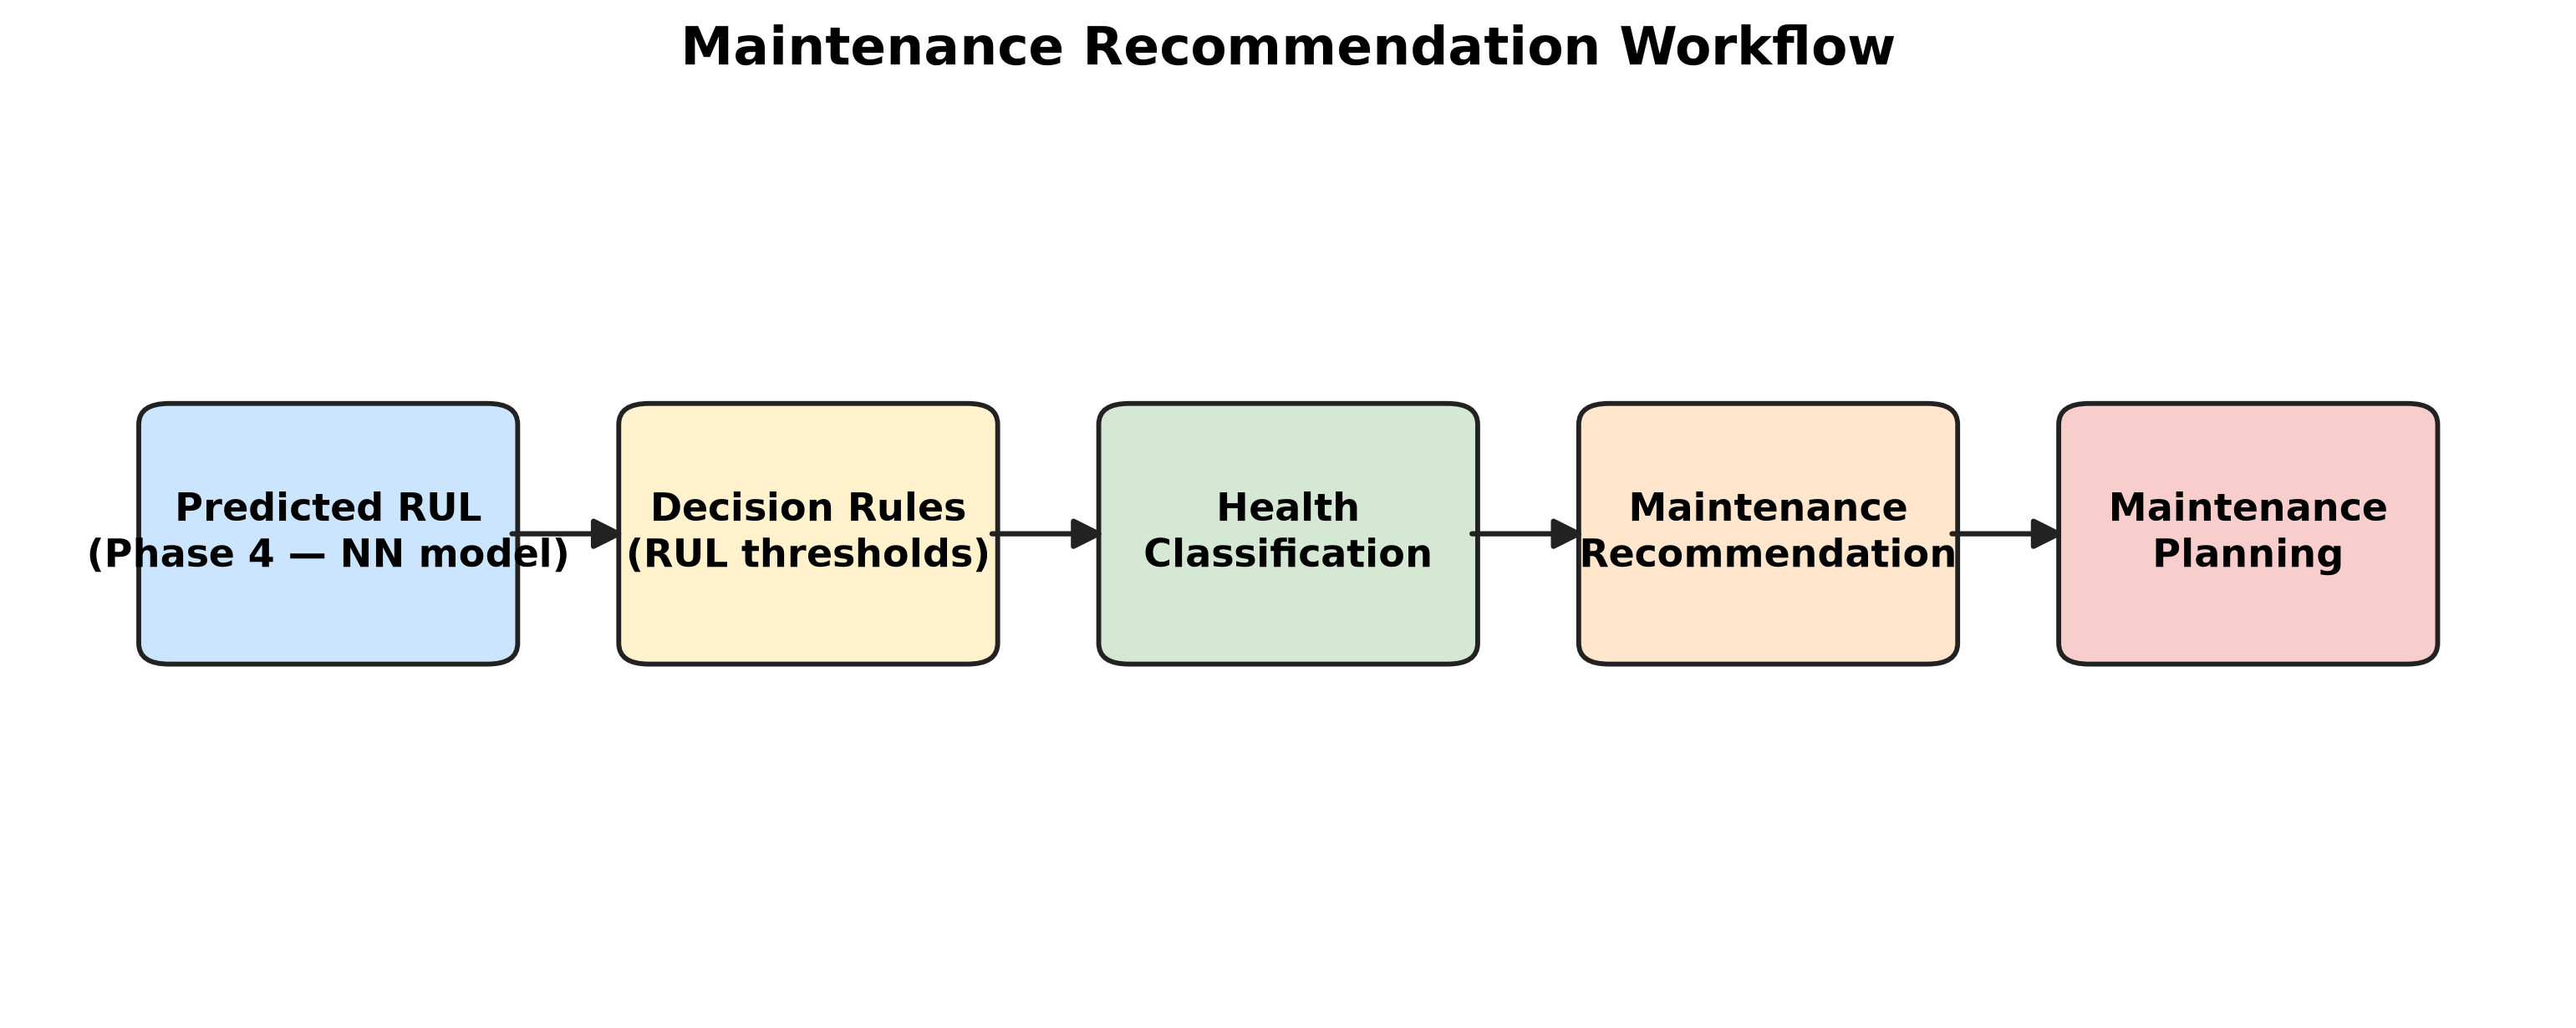 Maintenance Recommendation Workflow
Predicted RUL
(Phase 4 — NN model)
Decision Rules
(RUL thresholds)
Health
Classification
Maintenance
Recommendation
Maintenance
Planning